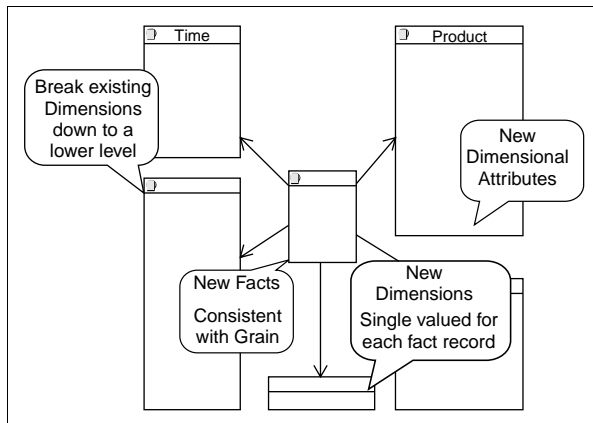 Time
Product
Break existing
Dimensions
down to a
lower level
New
Dimensional
Attributes
New Facts
Consistent
with Grain
New
Dimensions
Single valued for
each fact record